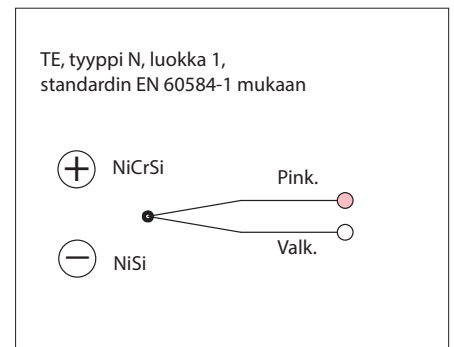 TE, tyyppi N, luokka 1,
standardin EN 60584-1 mukaan
+ NiCrSi
Pink.
− NiSi
Valk.